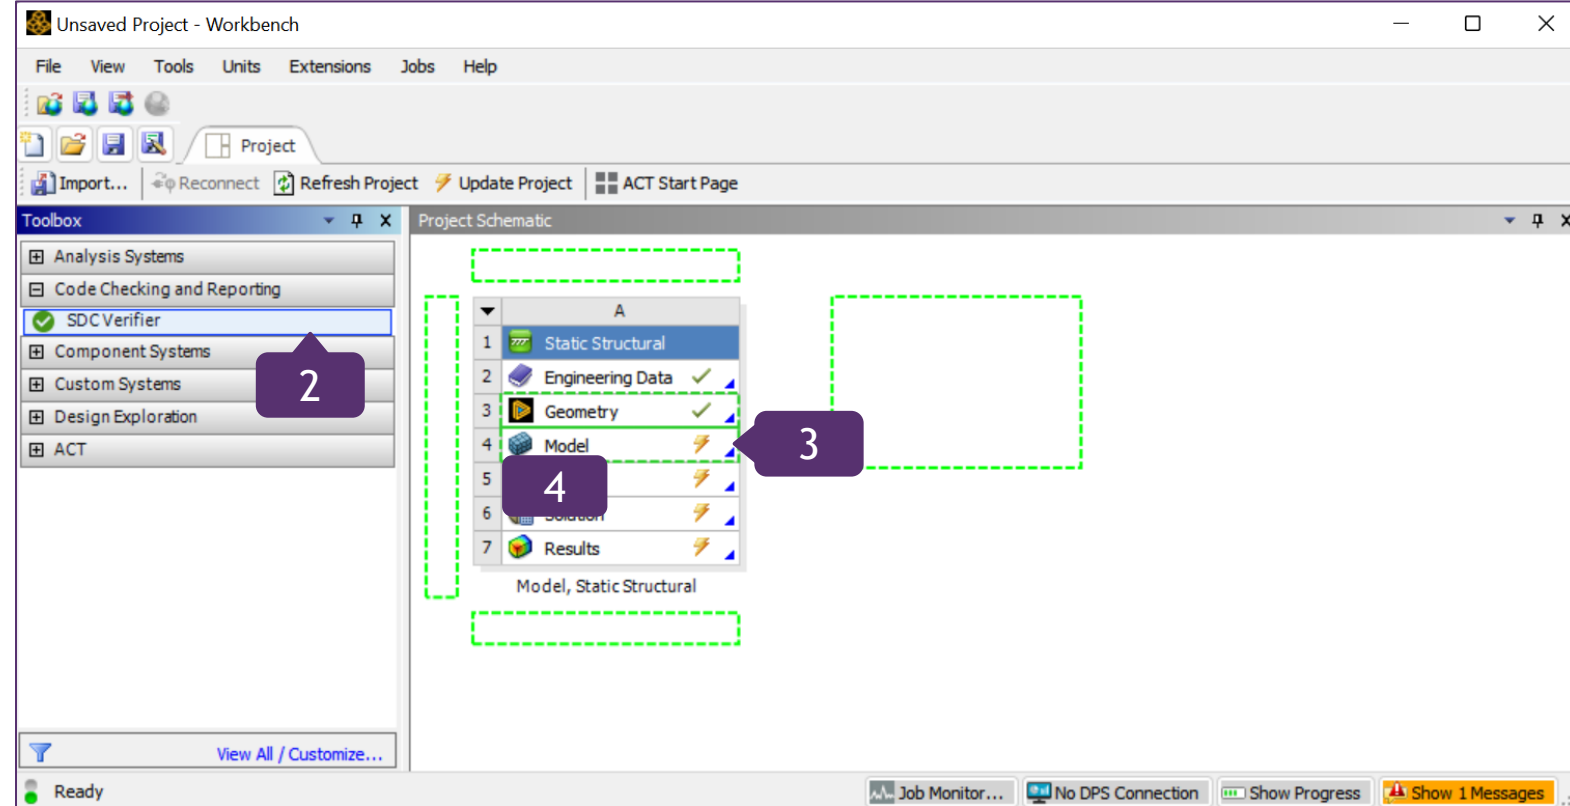 Unsaved Project - Workbench
File View Tools Units Extensions Jobs Help
Project
Import... Reconnect Refresh Project Update Project ACT Start Page
Toolbox
Project Schematic
Analysis Systems
Code Checking and Reporting
SDC Verifier
Component Systems
Custom Systems
Design Exploration
ACT
2
A
1 Static Structural
2 Engineering Data
3 Geometry
4 Model
5
6 Solution
7 Results
3
4
Model, Static Structural
View All / Customize...
Ready
Job Monitor... No DPS Connection Show Progress Show 1 Messages